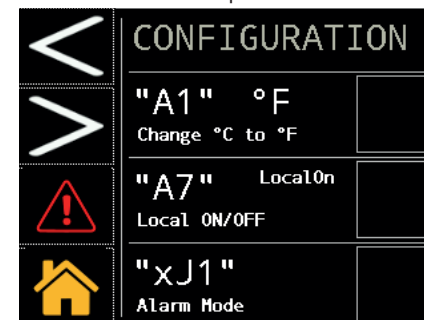 CONFIGURATION
"A1" °F
Change °C to °F
"A7" LocalOn
Local ON/OFF
"xJ1"
Alarm Mode